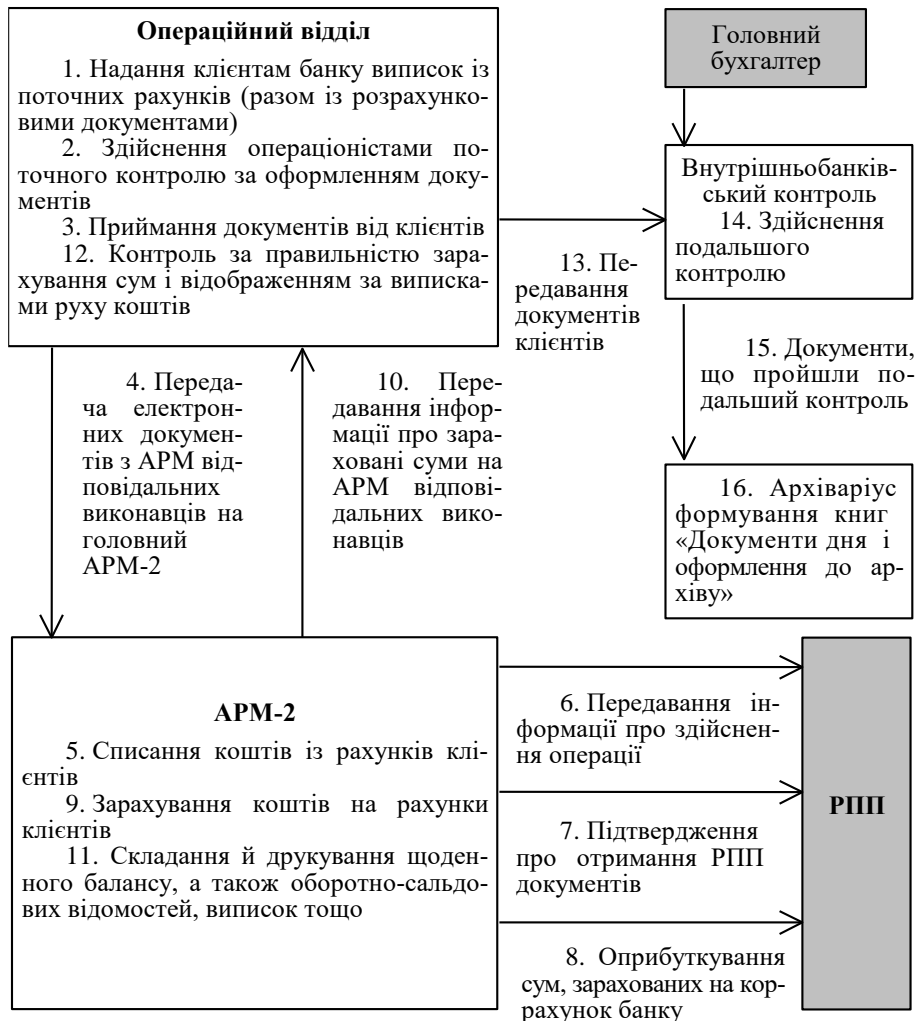 Операційний відділ
1. Надання клієнтам банку виписок із
поточних рахунків (разом із розрахунко-
вими документами)
2. Здійснення операціоністами по-
точного контролю за оформленням доку-
ментів
3. Приймання документів від клієнтів
12. Контроль за правильністю зара-
хування сум і відображенням за виписка-
ми руху коштів
Головний
бухгалтер
Внутрішньобанків-
ський контроль
14. Здійснення
подальшого
контролю
13. Пе-
редавання
документів
клієнтів
15. Документи,
що пройшли по-
дальший контроль
4. Переда-
ча електрон-
них докумен-
тів з АРМ від-
повідальних
виконавців на
головний
АРМ-2
10. Пере-
давання інфор-
мації про зара-
ховані суми на
АРМ відпові-
дальних вико-
навців
16. Архіваріус
формування книг
«Документи дня і
оформлення до ар-
хіву»
АРМ-2
5. Списання коштів із рахунків клі-
єнтів
9. Зарахування коштів на рахунки
клієнтів
11. Складання й друкування щоден-
ного балансу, а також оборотно-сальдо-
вих відомостей, виписок тощо
6. Передавання ін-
формації про здійснен-
ня операції
7. Підтвердження
про отримання РПП
документів
8. Оприбуткування
сум, зарахованих на кор-
рахунок банку
РПП